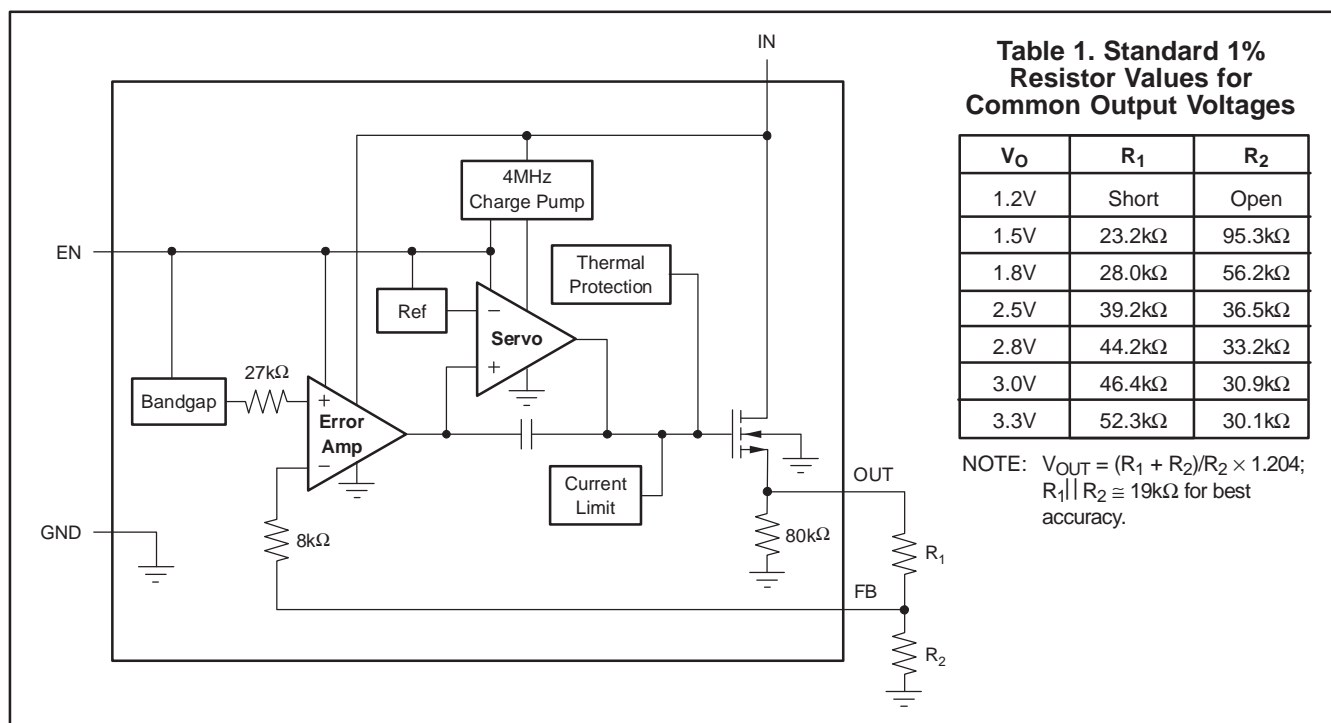 IN
4MHz
Charge Pump
EN
Thermal
Protection
Ref
−
Servo
+
27kΩ
Bandgap
+
Error
Amp
−
Current
Limit
OUT
GND
8kΩ
80kΩ
R1
FB
R2
Table 1. Standard 1%
Resistor Values for
Common Output Voltages
VO R1 R2
1.2V Short Open
1.5V 23.2kΩ 95.3kΩ
1.8V 28.0kΩ 56.2kΩ
2.5V 39.2kΩ 36.5kΩ
2.8V 44.2kΩ 33.2kΩ
3.0V 46.4kΩ 30.9kΩ
3.3V 52.3kΩ 30.1kΩ
NOTE: VOUT = (R1 + R2)/R2 × 1.204;
R1|| R2 ≅ 19kΩ for best
accuracy.